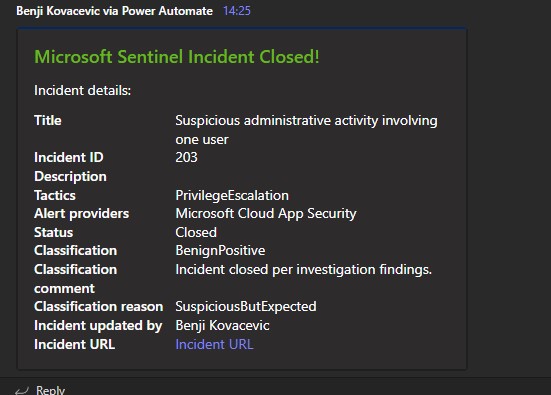 Benji Kovacevic via Power Automate 14:25
Microsoft Sentinel Incident Closed!
Incident details:
Title Suspicious administrative activity involving
one user
Incident ID 203
Description
Tactics PrivilegeEscalation
Alert providers Microsoft Cloud App Security
Status Closed
Classification BenignPositive
Classification Incident closed per investigation findings.
comment
Classification reason SuspiciousButExpected
Incident updated by Benji Kovacevic
Incident URL Incident URL
Reply